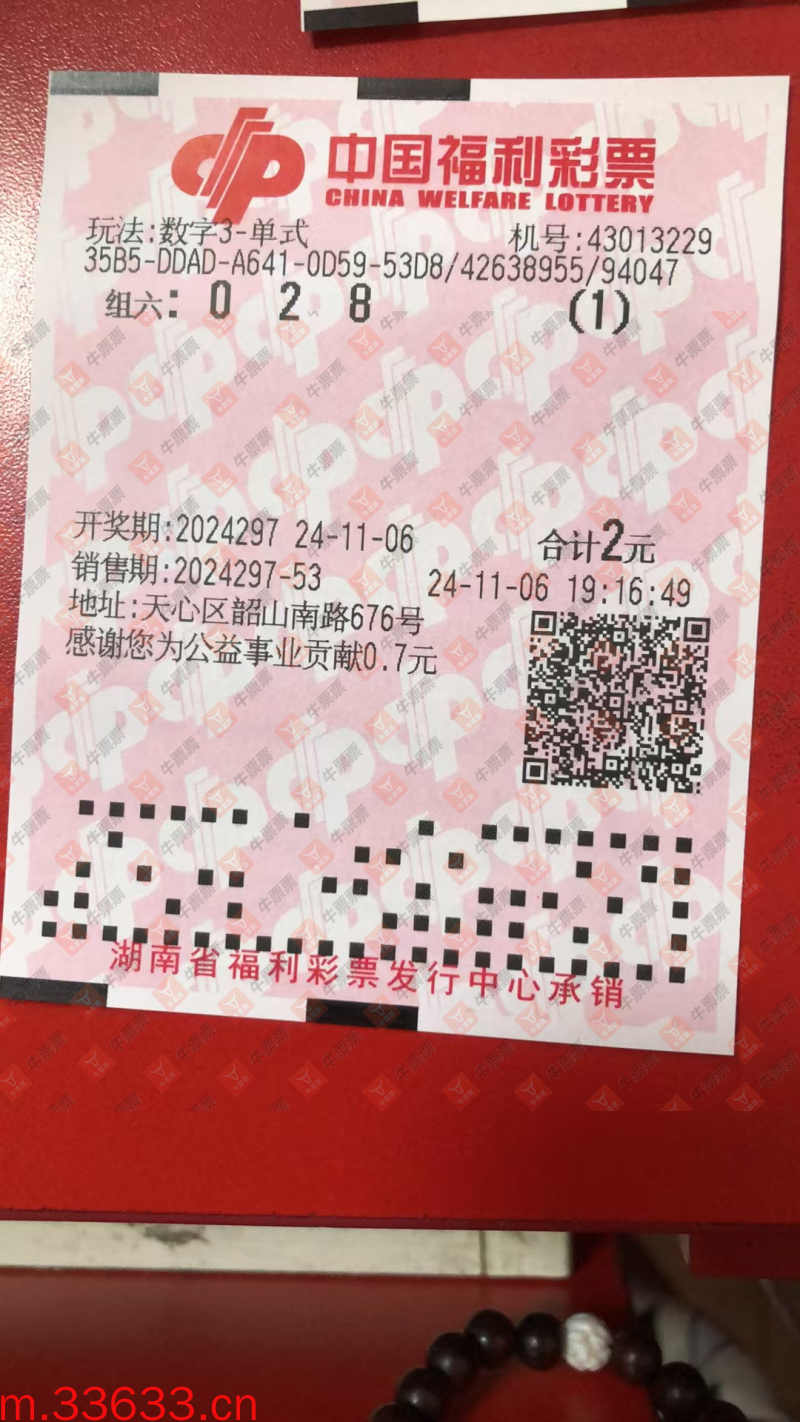 中国福利彩票
CHINA WELFARE LOTTERY
玩法:数字3-单式 机号:43013229
35B5-DDAD-A641-0D59-53D8/42638955/94047
组六: 0 2 8 (1)
开奖期:2024297 24-11-06 合计2元
销售期:2024297-53 24-11-06 19:16:49
地址:天心区韶山南路676号
感谢您为公益事业贡献0.7元
湖南省福利彩票发行中心承销
牛票票
m.33633.cn